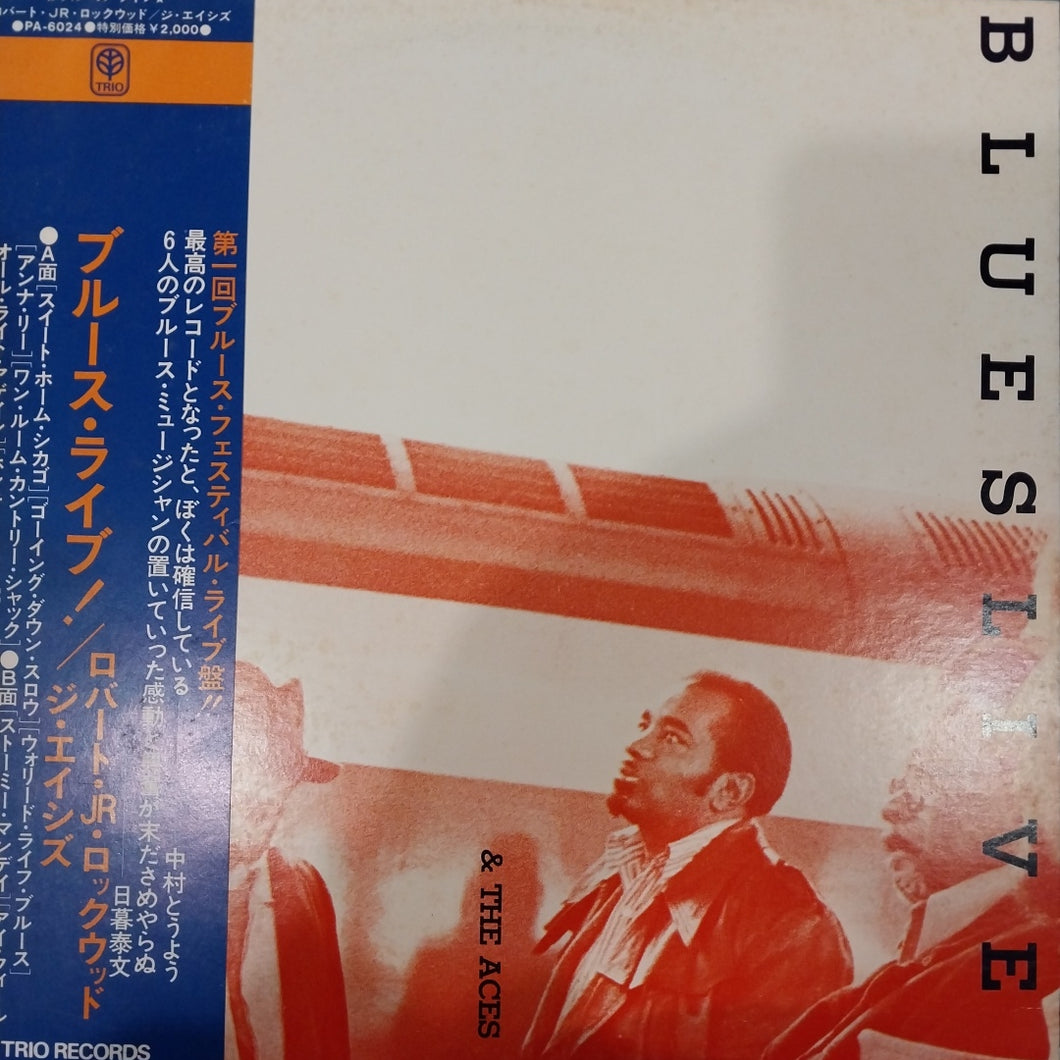 バート・JR・ロックウッド／ジ・エイシズ
●PA-6024●特別価格￥2,000●
TRIO
第一回ブルース・フェスティバル・ライブ盤!!
最高のレコードとなったと、ぼくは確信している
中村とうよう
6人のブルース・ミュージシャンの置いていった感動と
が末ださめやらぬ
日暮泰文
ブルース・ライブ！／ロバート・JR・ロックウッド
ジ・エイシズ
●A面［スイート・ホーム・シカゴ］［ゴーイング・ダウン・スロウ］［ウォリード・ライフ・ブルース］
［アンナ・リー］［ワン・ルーム・カントリー・シャック］●B面［ストーミー・マンデイ］
TRIO RECORDS
BLUES LIVE
& THE ACES